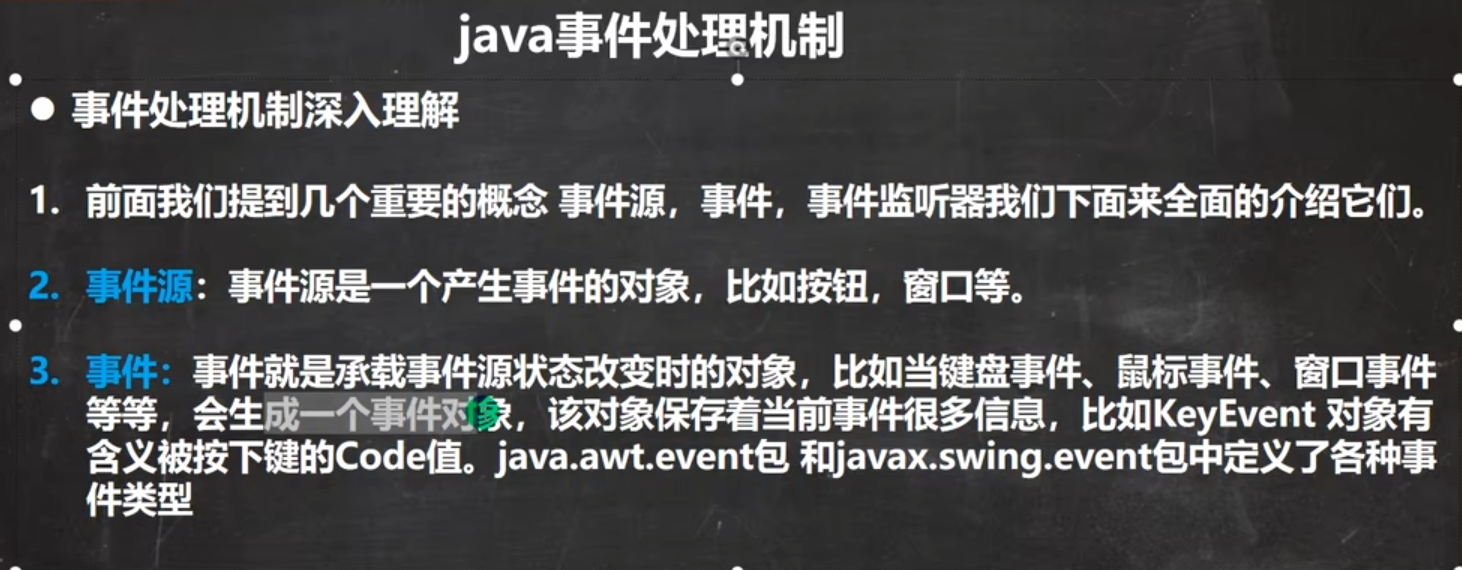 java事件处理机制
● 事件处理机制深入理解
1. 前面我们提到几个重要的概念 事件源，事件，事件监听器我们下面来全面的介绍它们。
2. 事件源：事件源是一个产生事件的对象，比如按钮，窗口等。
3. 事件：事件就是承载事件源状态改变时的对象，比如当键盘事件、鼠标事件、窗口事件
等等，会生成一个事件对象，该对象保存着当前事件很多信息，比如KeyEvent 对象有
含义被按下键的Code值。java.awt.event包 和javax.swing.event包中定义了各种事
件类型